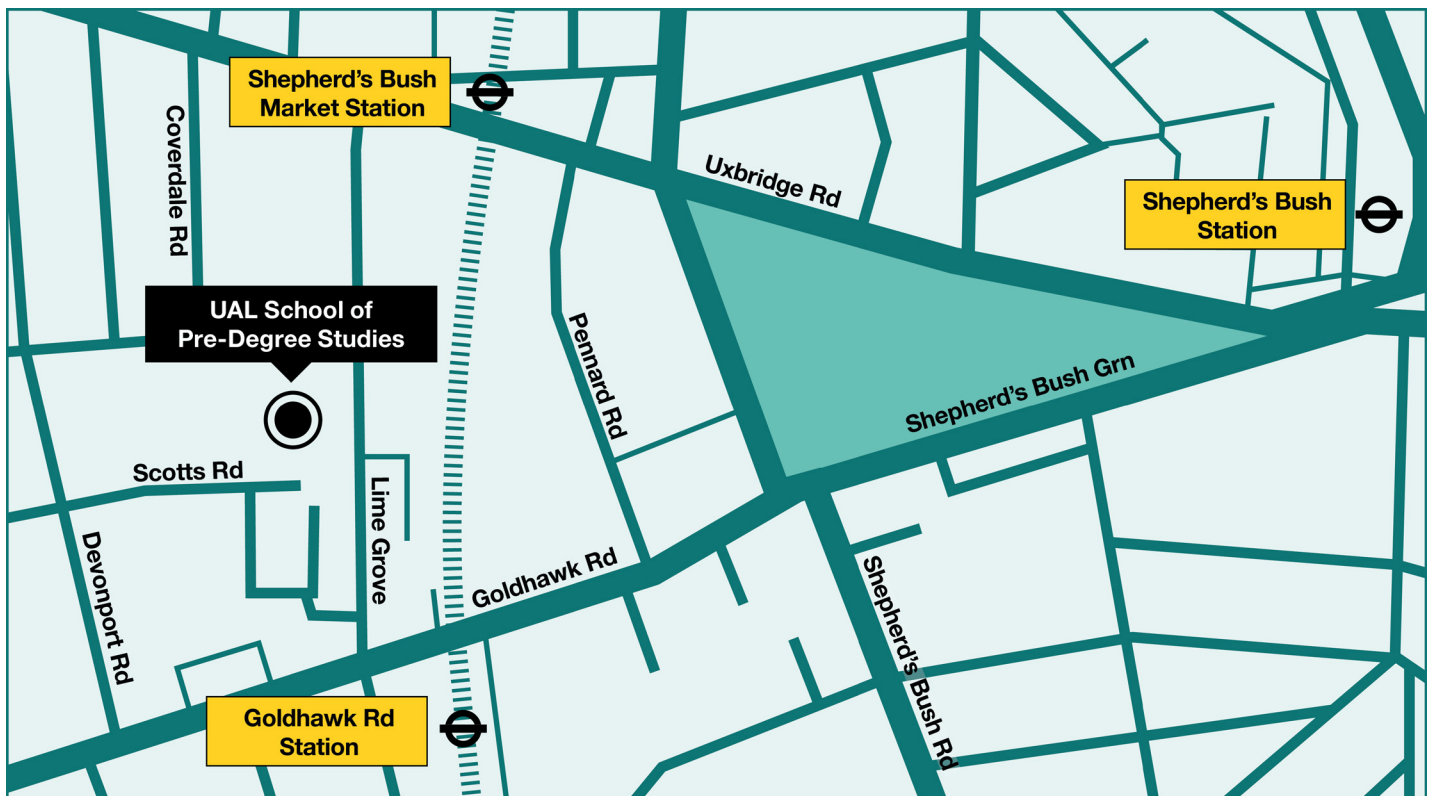 Shepherd's Bush
Market Station
Coverdale Rd
Uxbridge Rd
Shepherd's Bush
Station
UAL School of
Pre-Degree Studies
Pennard Rd
Shepherd's Bush Grn
Scotts Rd
Lime Grove
Devonport Rd
Goldhawk Rd
Shepherd's Bush Rd
Goldhawk Rd
Station